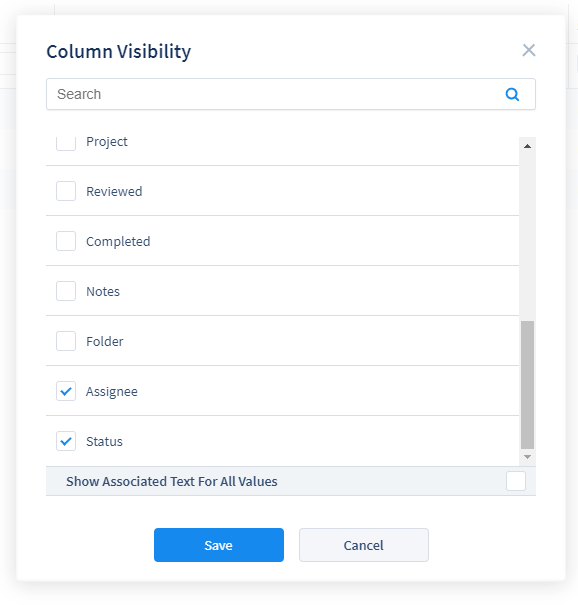 Column Visibility
Search
Project
Reviewed
Completed
Notes
Folder
Assignee
Status
Show Associated Text For All Values
Save
Cancel